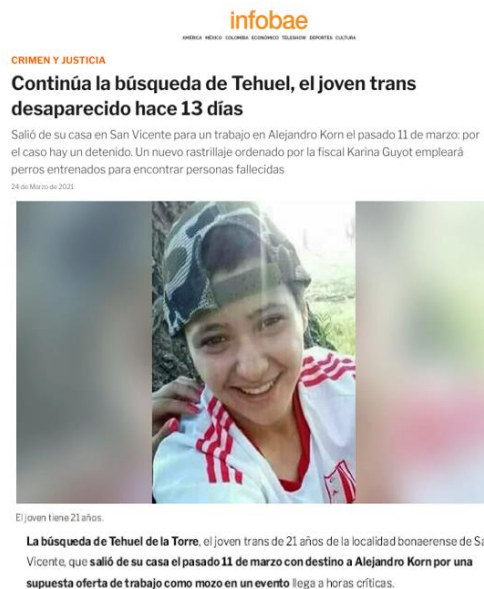 infobae
AMÉRICA MÉXICO COLOMBIA ECONÓMICO TELESHOW DEPORTES CULTURA
CRIMEN Y JUSTICIA
Continúa la búsqueda de Tehuel, el joven trans
desaparecido hace 13 días
Salió de su casa en San Vicente para un trabajo en Alejandro Korn el pasado 11 de marzo: por
el caso hay un detenido. Un nuevo rastrillaje ordenado por la fiscal Karina Guyot empleará
perros entrenados para encontrar personas fallecidas
24 de Marzo de 2021
El joven tiene 21 años.
La búsqueda de Tehuel de la Torre, el joven trans de 21 años de la localidad bonaerense de Sa
Vicente, que salió de su casa el pasado 11 de marzo con destino a Alejandro Korn por una
supuesta oferta de trabajo como mozo en un evento llega a horas críticas.